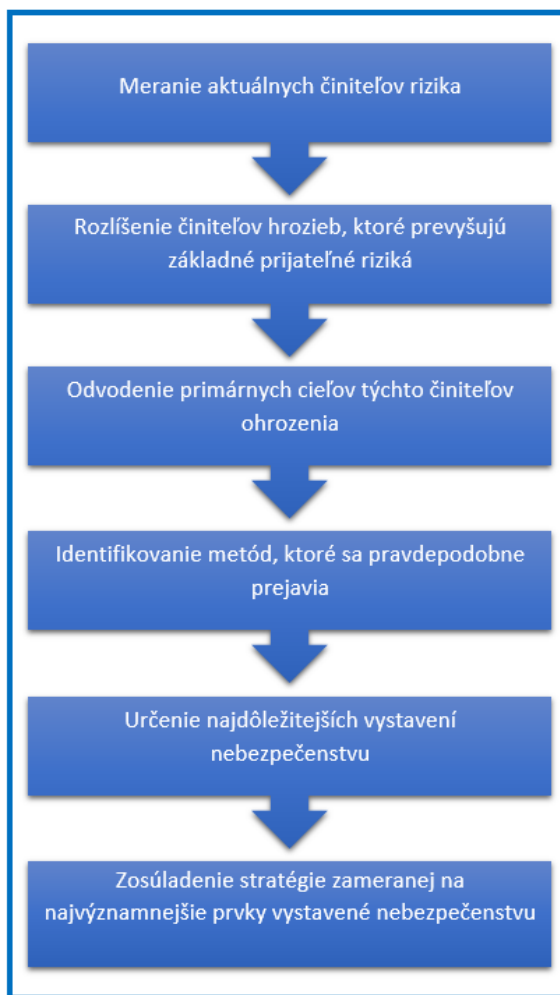 Meranie aktuálnych činiteľov rizika
Rozlíšenie činiteľov hrozieb, ktoré prevyšujú
základné prijateľné riziká
Odvodenie primárnych cieľov týchto činiteľov
ohrozenia
Identifikovanie metód, ktoré sa pravdepodobne
prejavia
Určenie najdôležitejších vystavení
nebezpečenstvu
Zosúladenie stratégie zameranej na
najvýznamnejšie prvky vystavené nebezpečenstvu